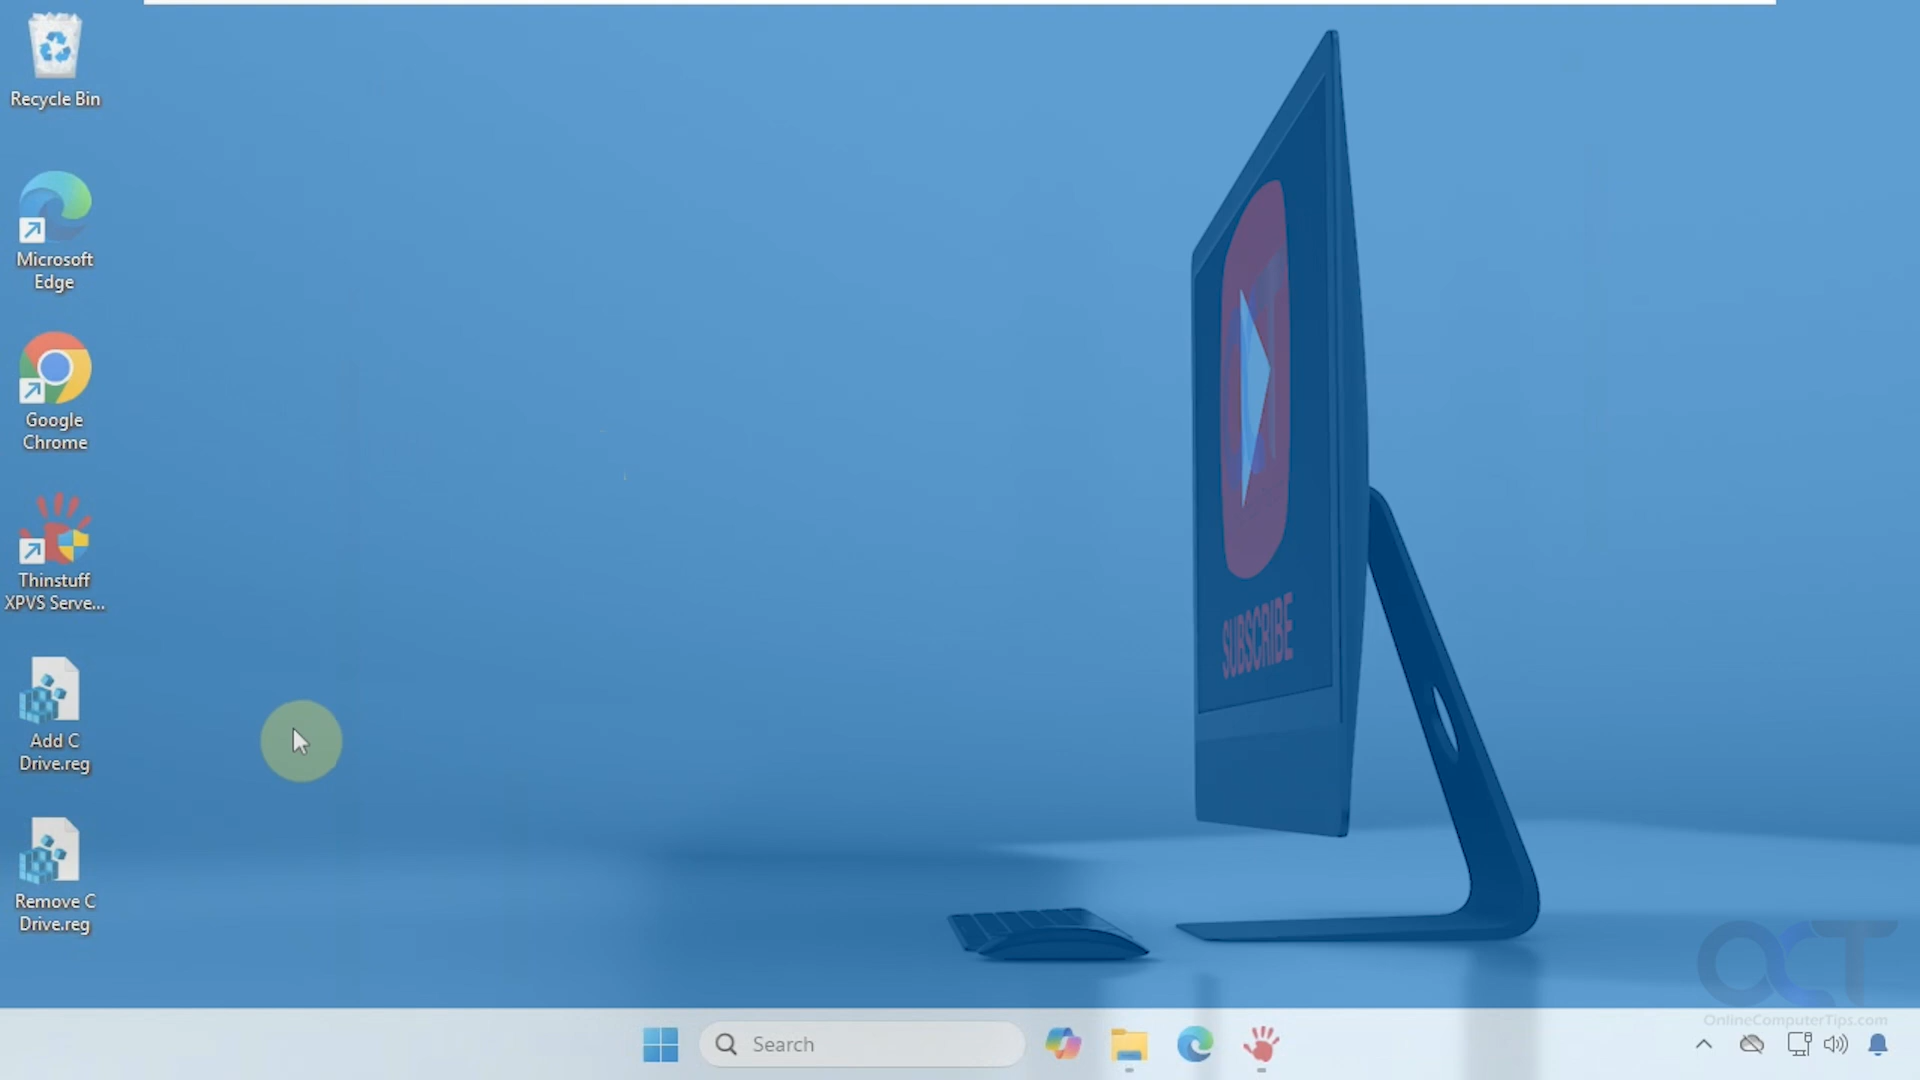 Recycle Bin
Microsoft
Edge
Google
Chrome
Thinstuff
XPVS Serve...
Add C
Drive.reg
Remove C
Drive.reg
SUBSCRIBE
OCT
OnlineComputerTips.com
Search